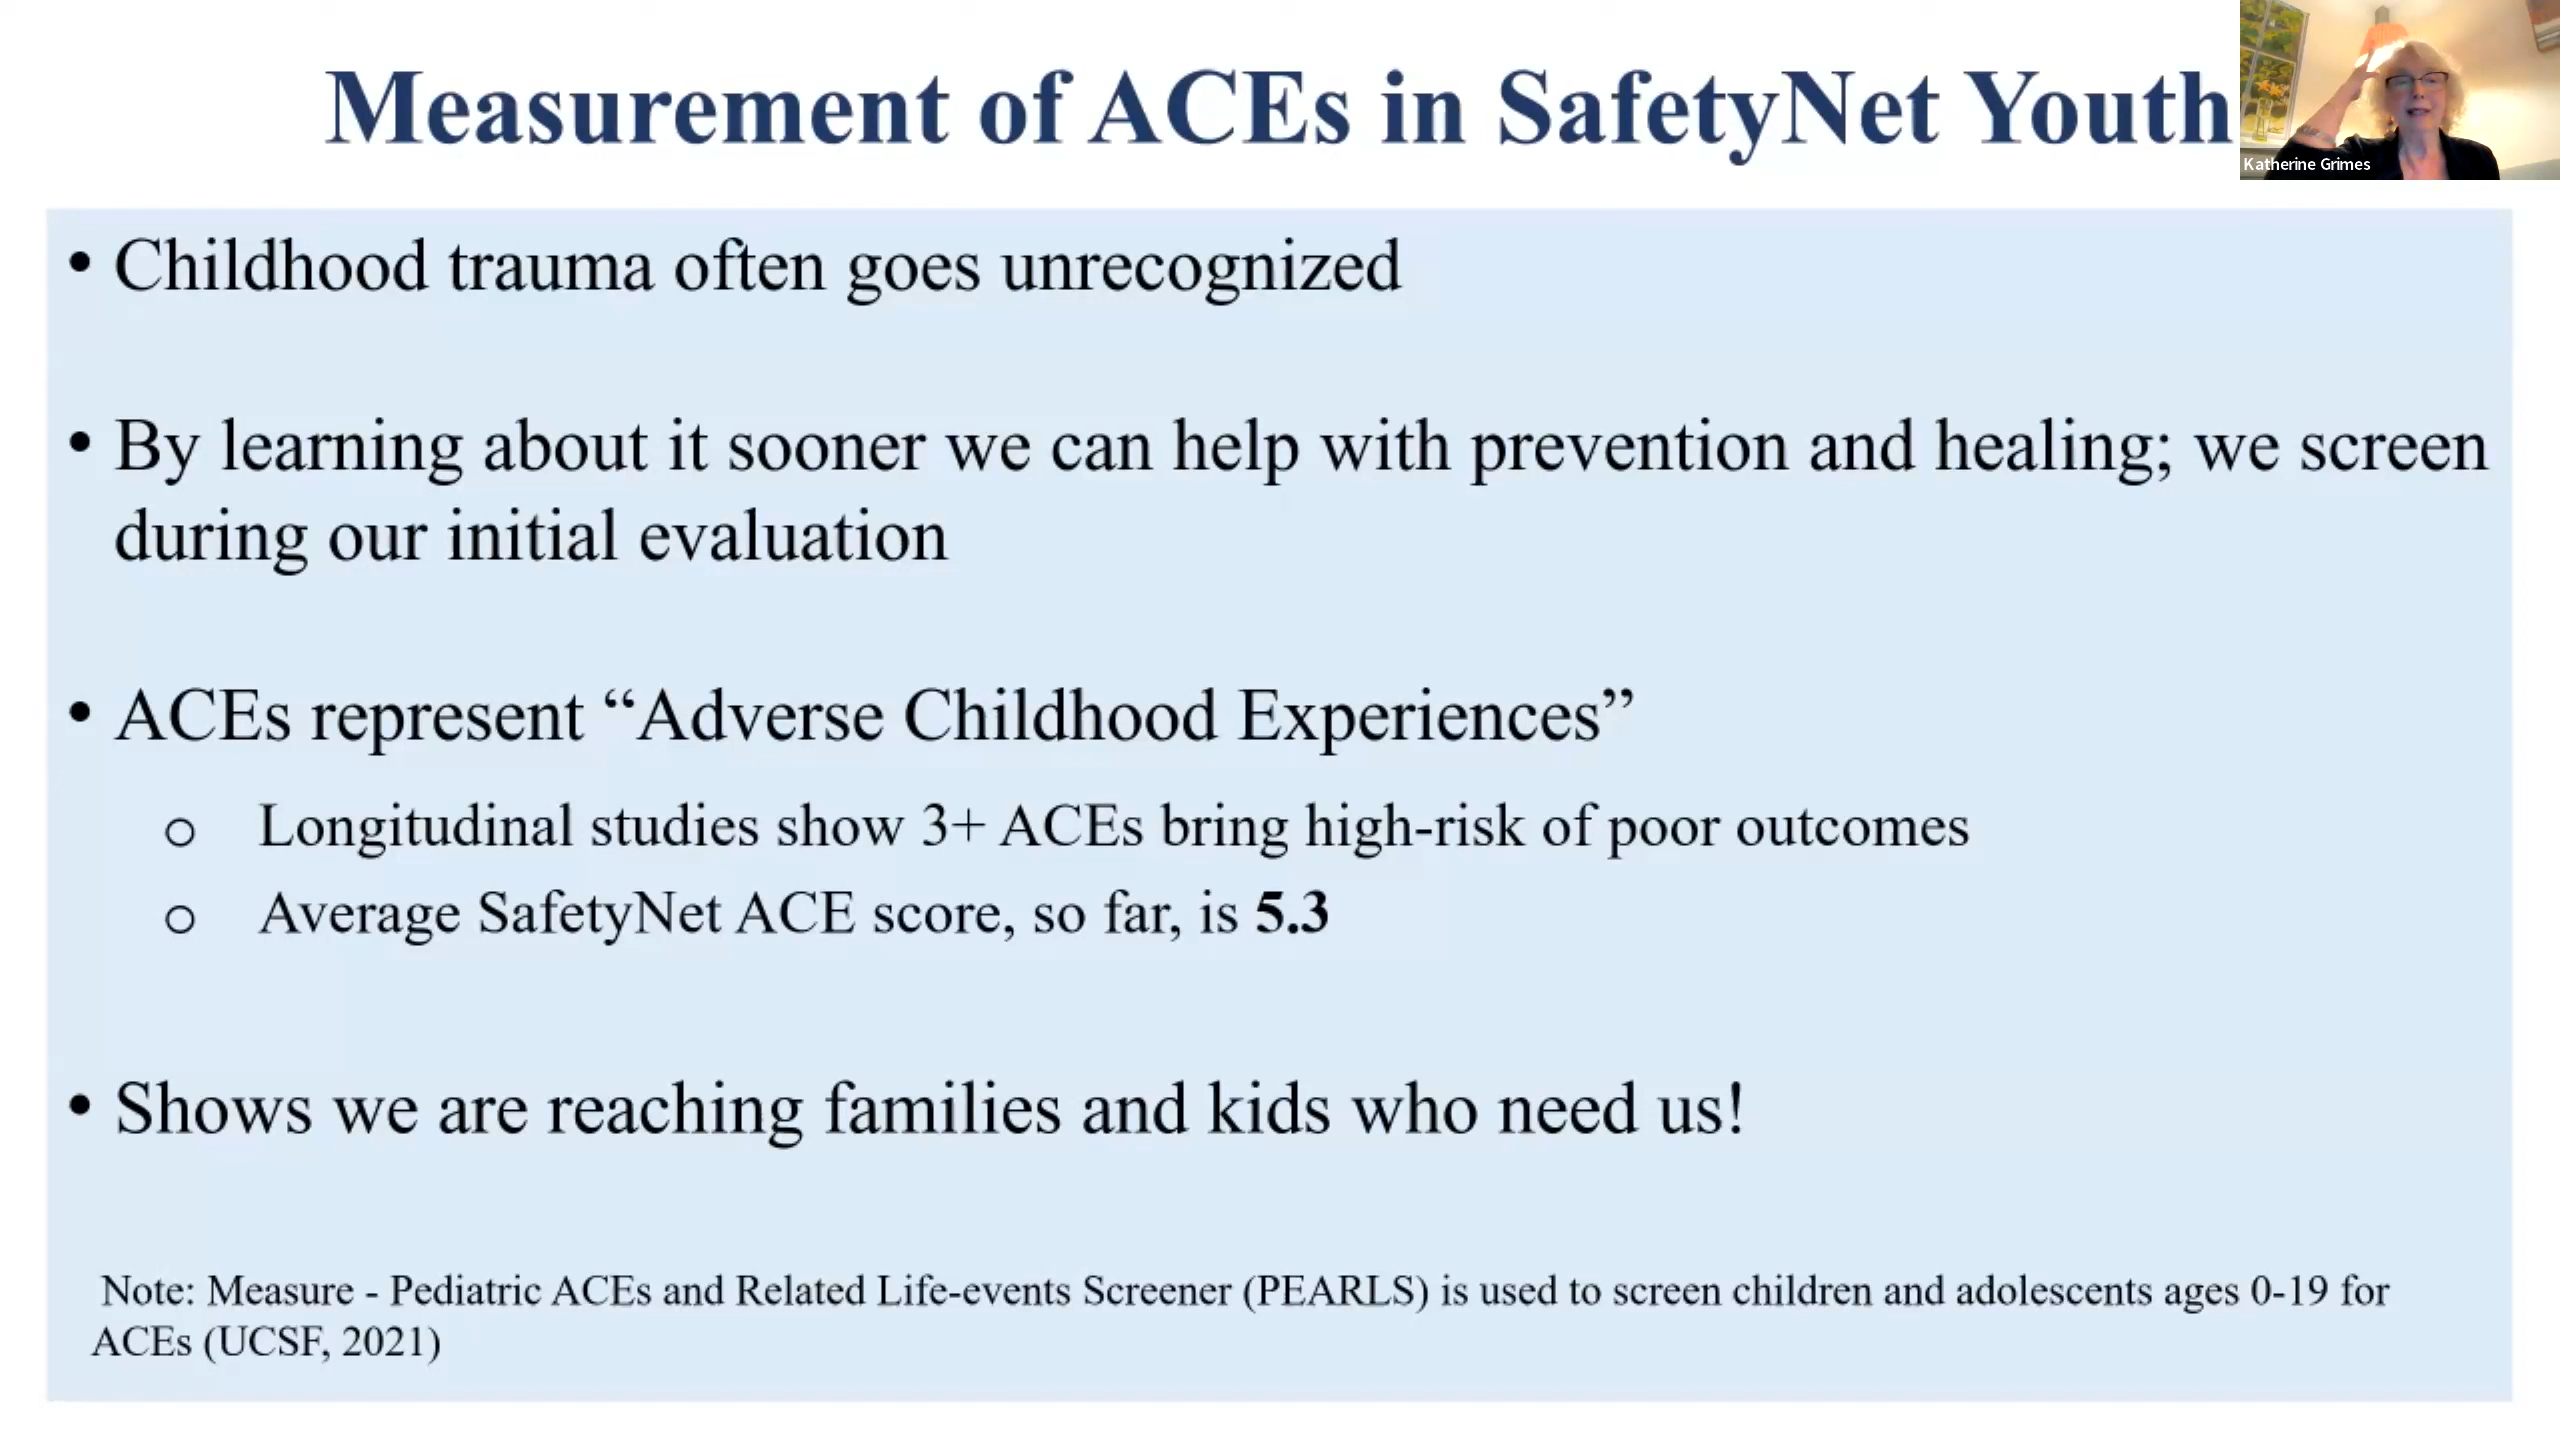 Measurement of ACEs in SafetyNet Youth
Katherine Grimes
• Childhood trauma often goes unrecognized
• By learning about it sooner we can help with prevention and healing; we screen
during our initial evaluation
• ACEs represent “Adverse Childhood Experiences”
o Longitudinal studies show 3+ ACEs bring high-risk of poor outcomes
o Average SafetyNet ACE score, so far, is 5.3
• Shows we are reaching families and kids who need us!
Note: Measure - Pediatric ACEs and Related Life-events Screener (PEARLS) is used to screen children and adolescents ages 0-19 for
ACEs (UCSF, 2021)